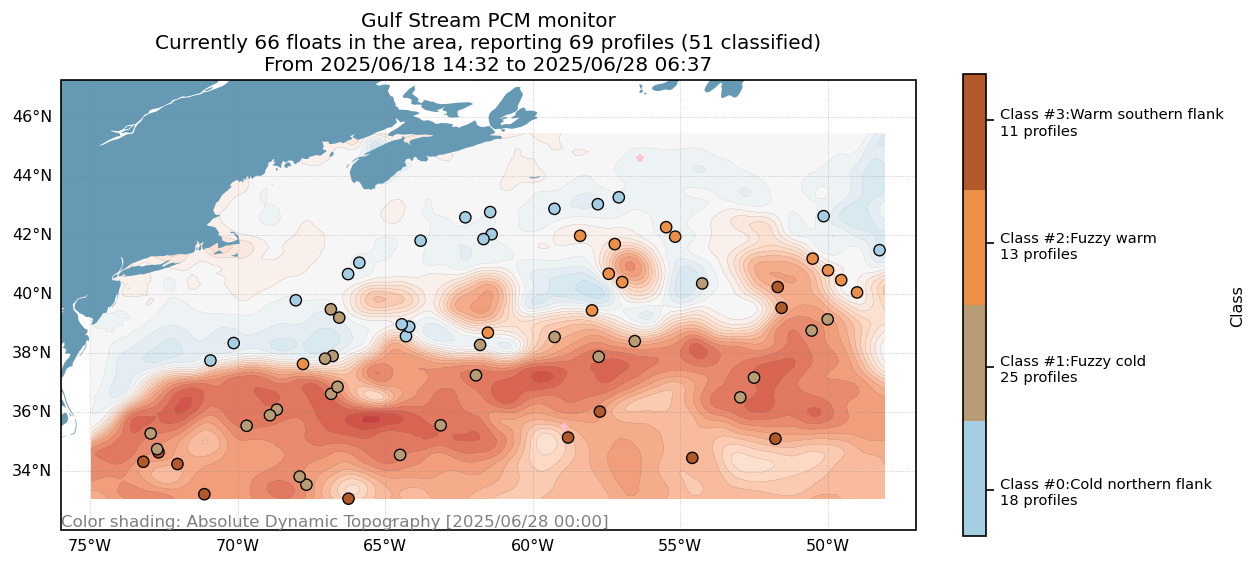 Gulf Stream PCM monitor
Currently 66 floats in the area, reporting 69 profiles (51 classified)
From 2025/06/18 14:32 to 2025/06/28 06:37
46°N
44°N
42°N
40°N
38°N
36°N
34°N
Color shading: Absolute Dynamic Topography [2025/06/28 00:00]
75°W
70°W
65°W
60°W
55°W
50°W
Class #3:Warm southern flank
11 profiles
Class #2:Fuzzy warm
13 profiles
Class #1:Fuzzy cold
25 profiles
Class #0:Cold northern flank
18 profiles
Class